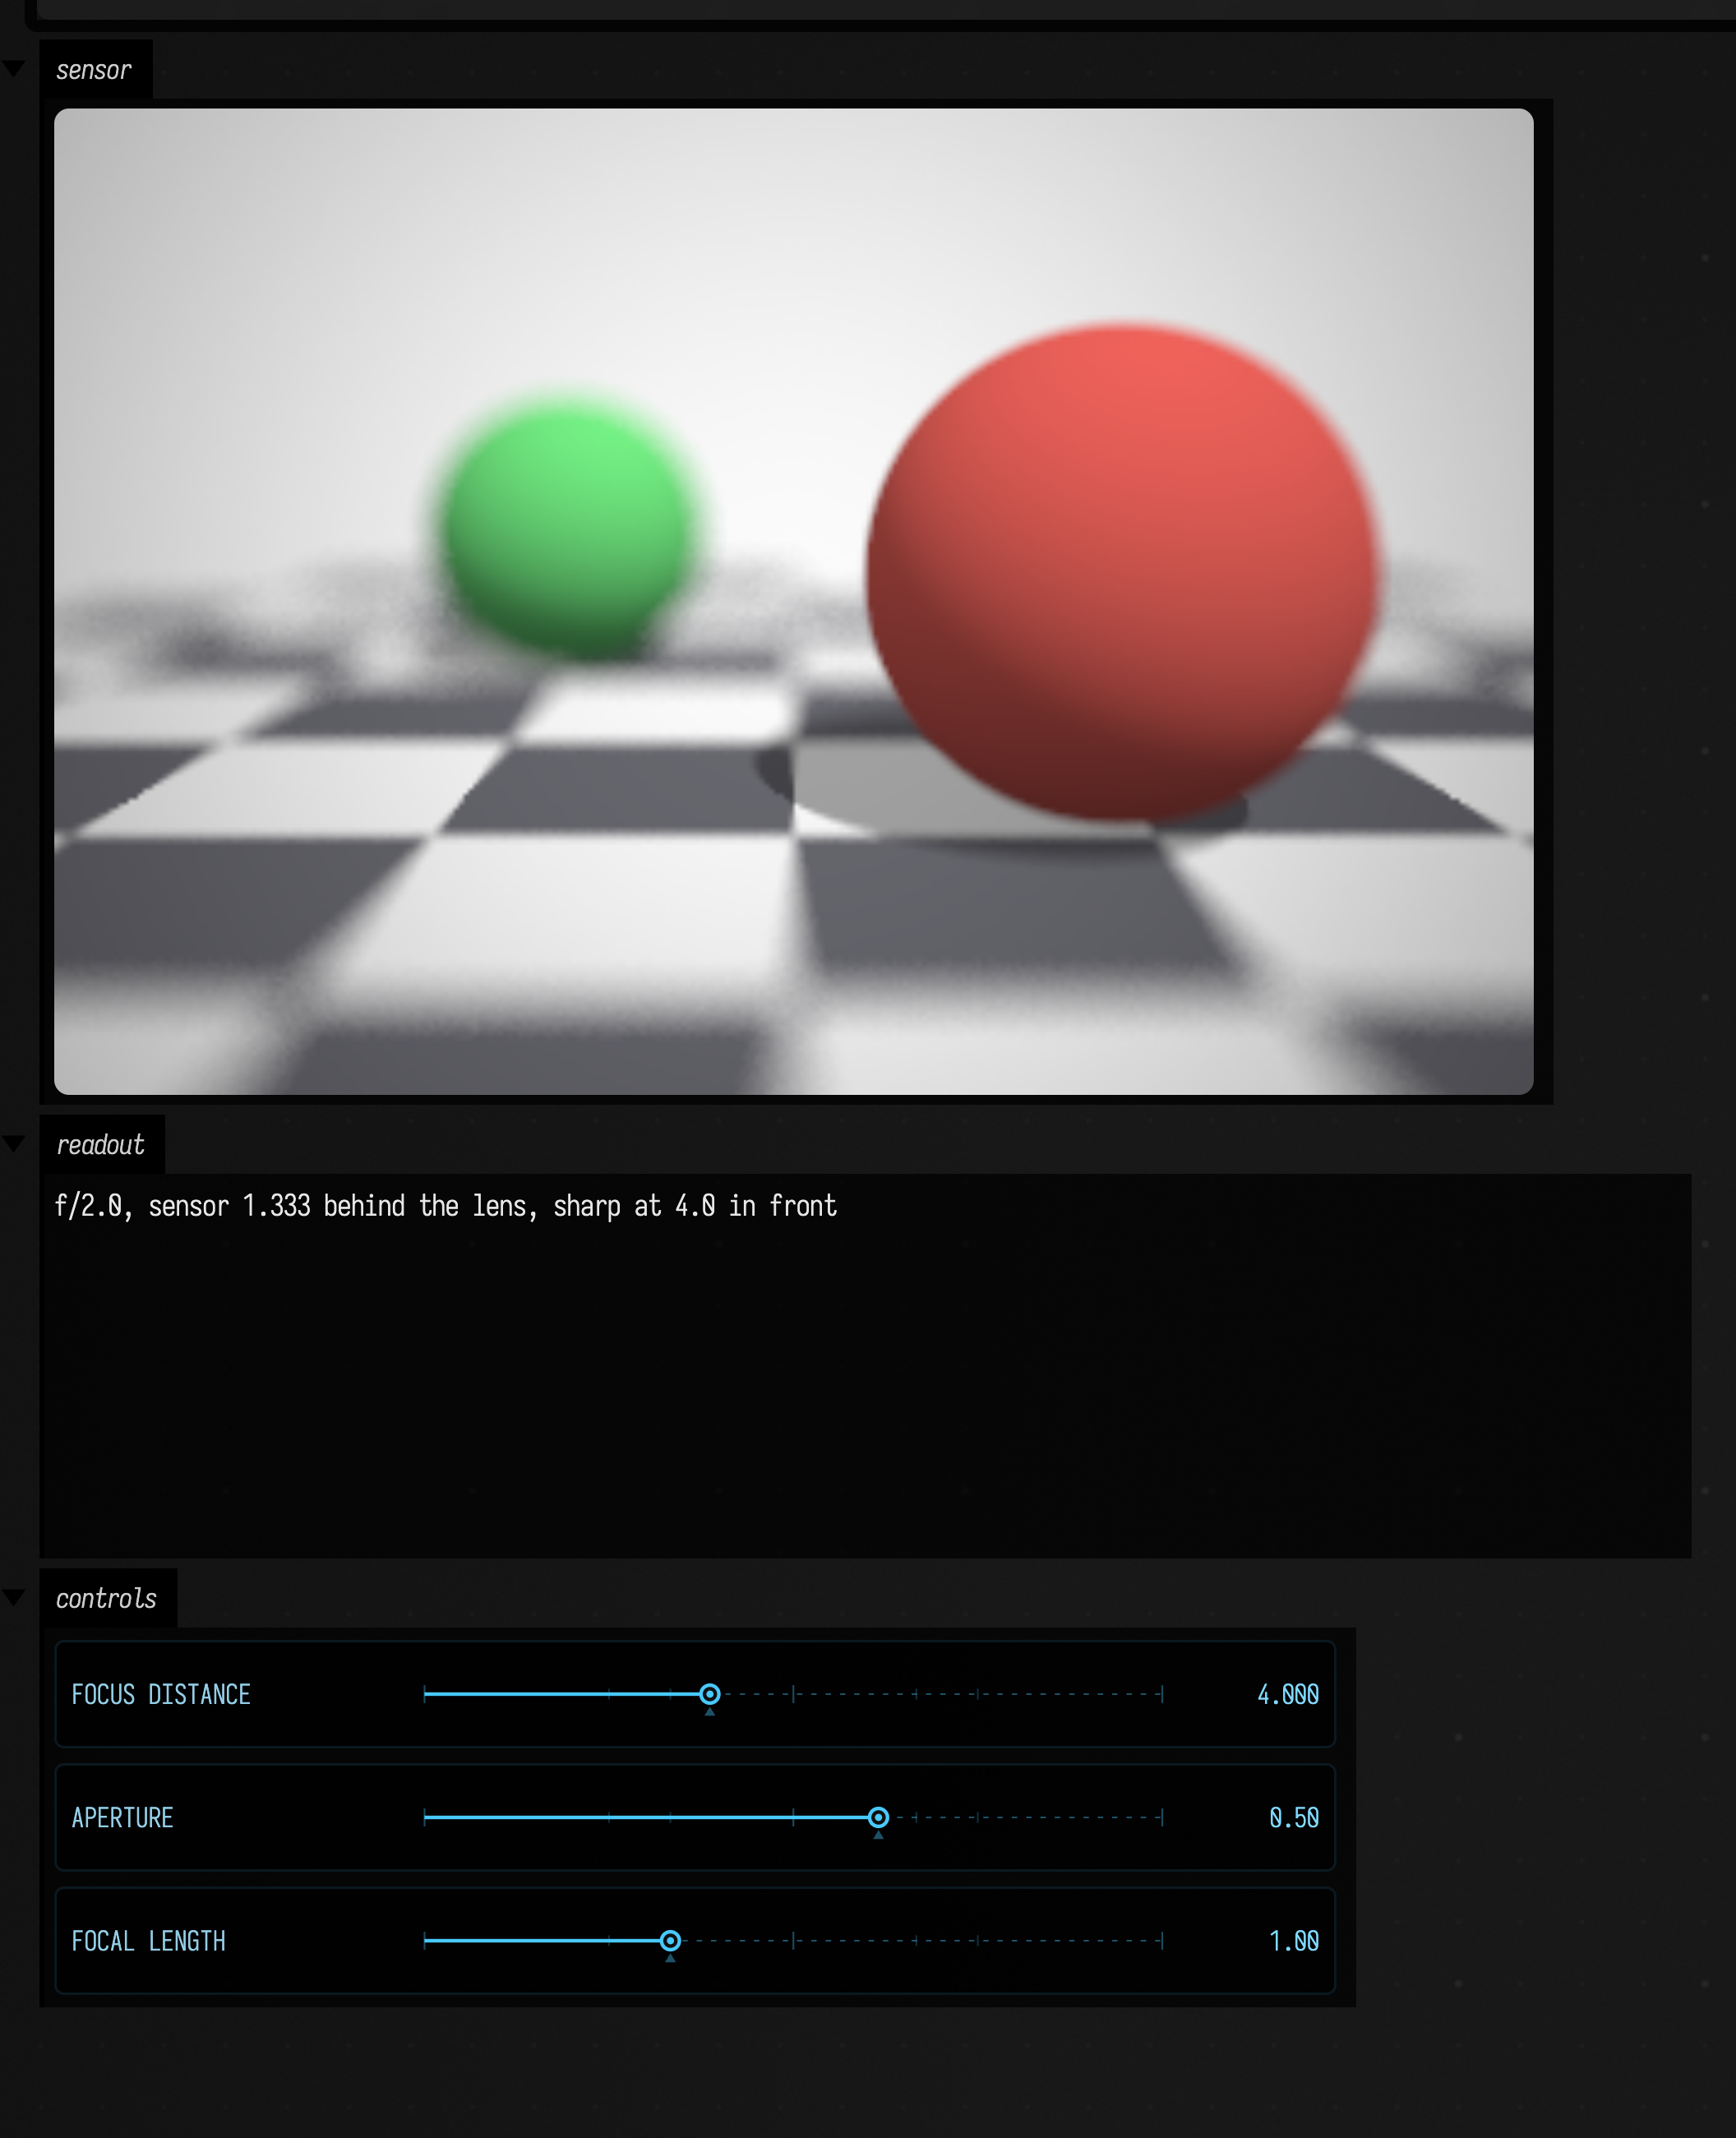 sensor
readout
f/2.0, sensor 1.333 behind the lens, sharp at 4.0 in front
controls
FOCUS DISTANCE 4.000
APERTURE 0.50
FOCAL LENGTH 1.00